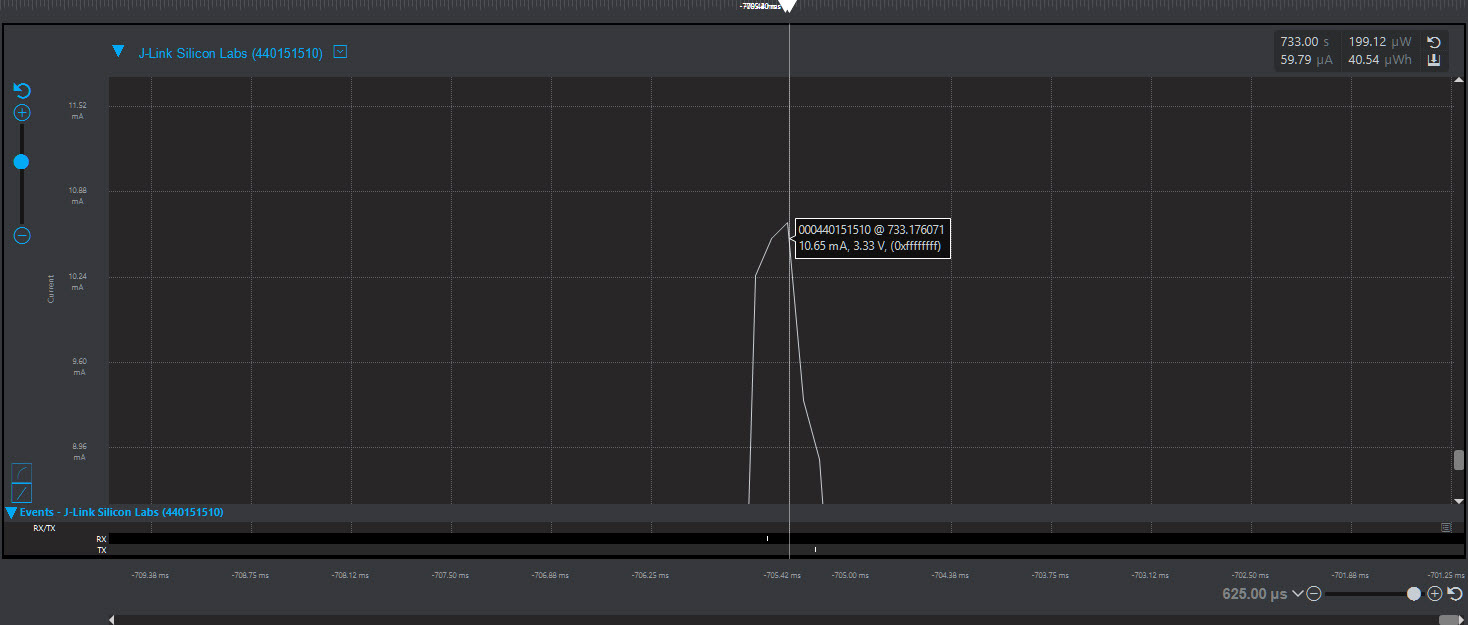 J-Link Silicon Labs (440151510)
733.00 s 199.12 µW
59.79 µA 40.54 µWh
11.52
mA
10.88
mA
10.24
mA
9.60
mA
8.96
mA
Current
000440151510 @ 733.176071
10.65 mA, 3.33 V, (0xffffffff)
Events - J-Link Silicon Labs (440151510)
RX/TX
RX
TX
-709.38 ms -708.75 ms -708.12 ms -707.50 ms -706.88 ms -706.25 ms -705.42 ms -705.00 ms -704.38 ms -703.75 ms -703.12 ms -702.50 ms -701.88 ms -701.25 ms
625.00 µs